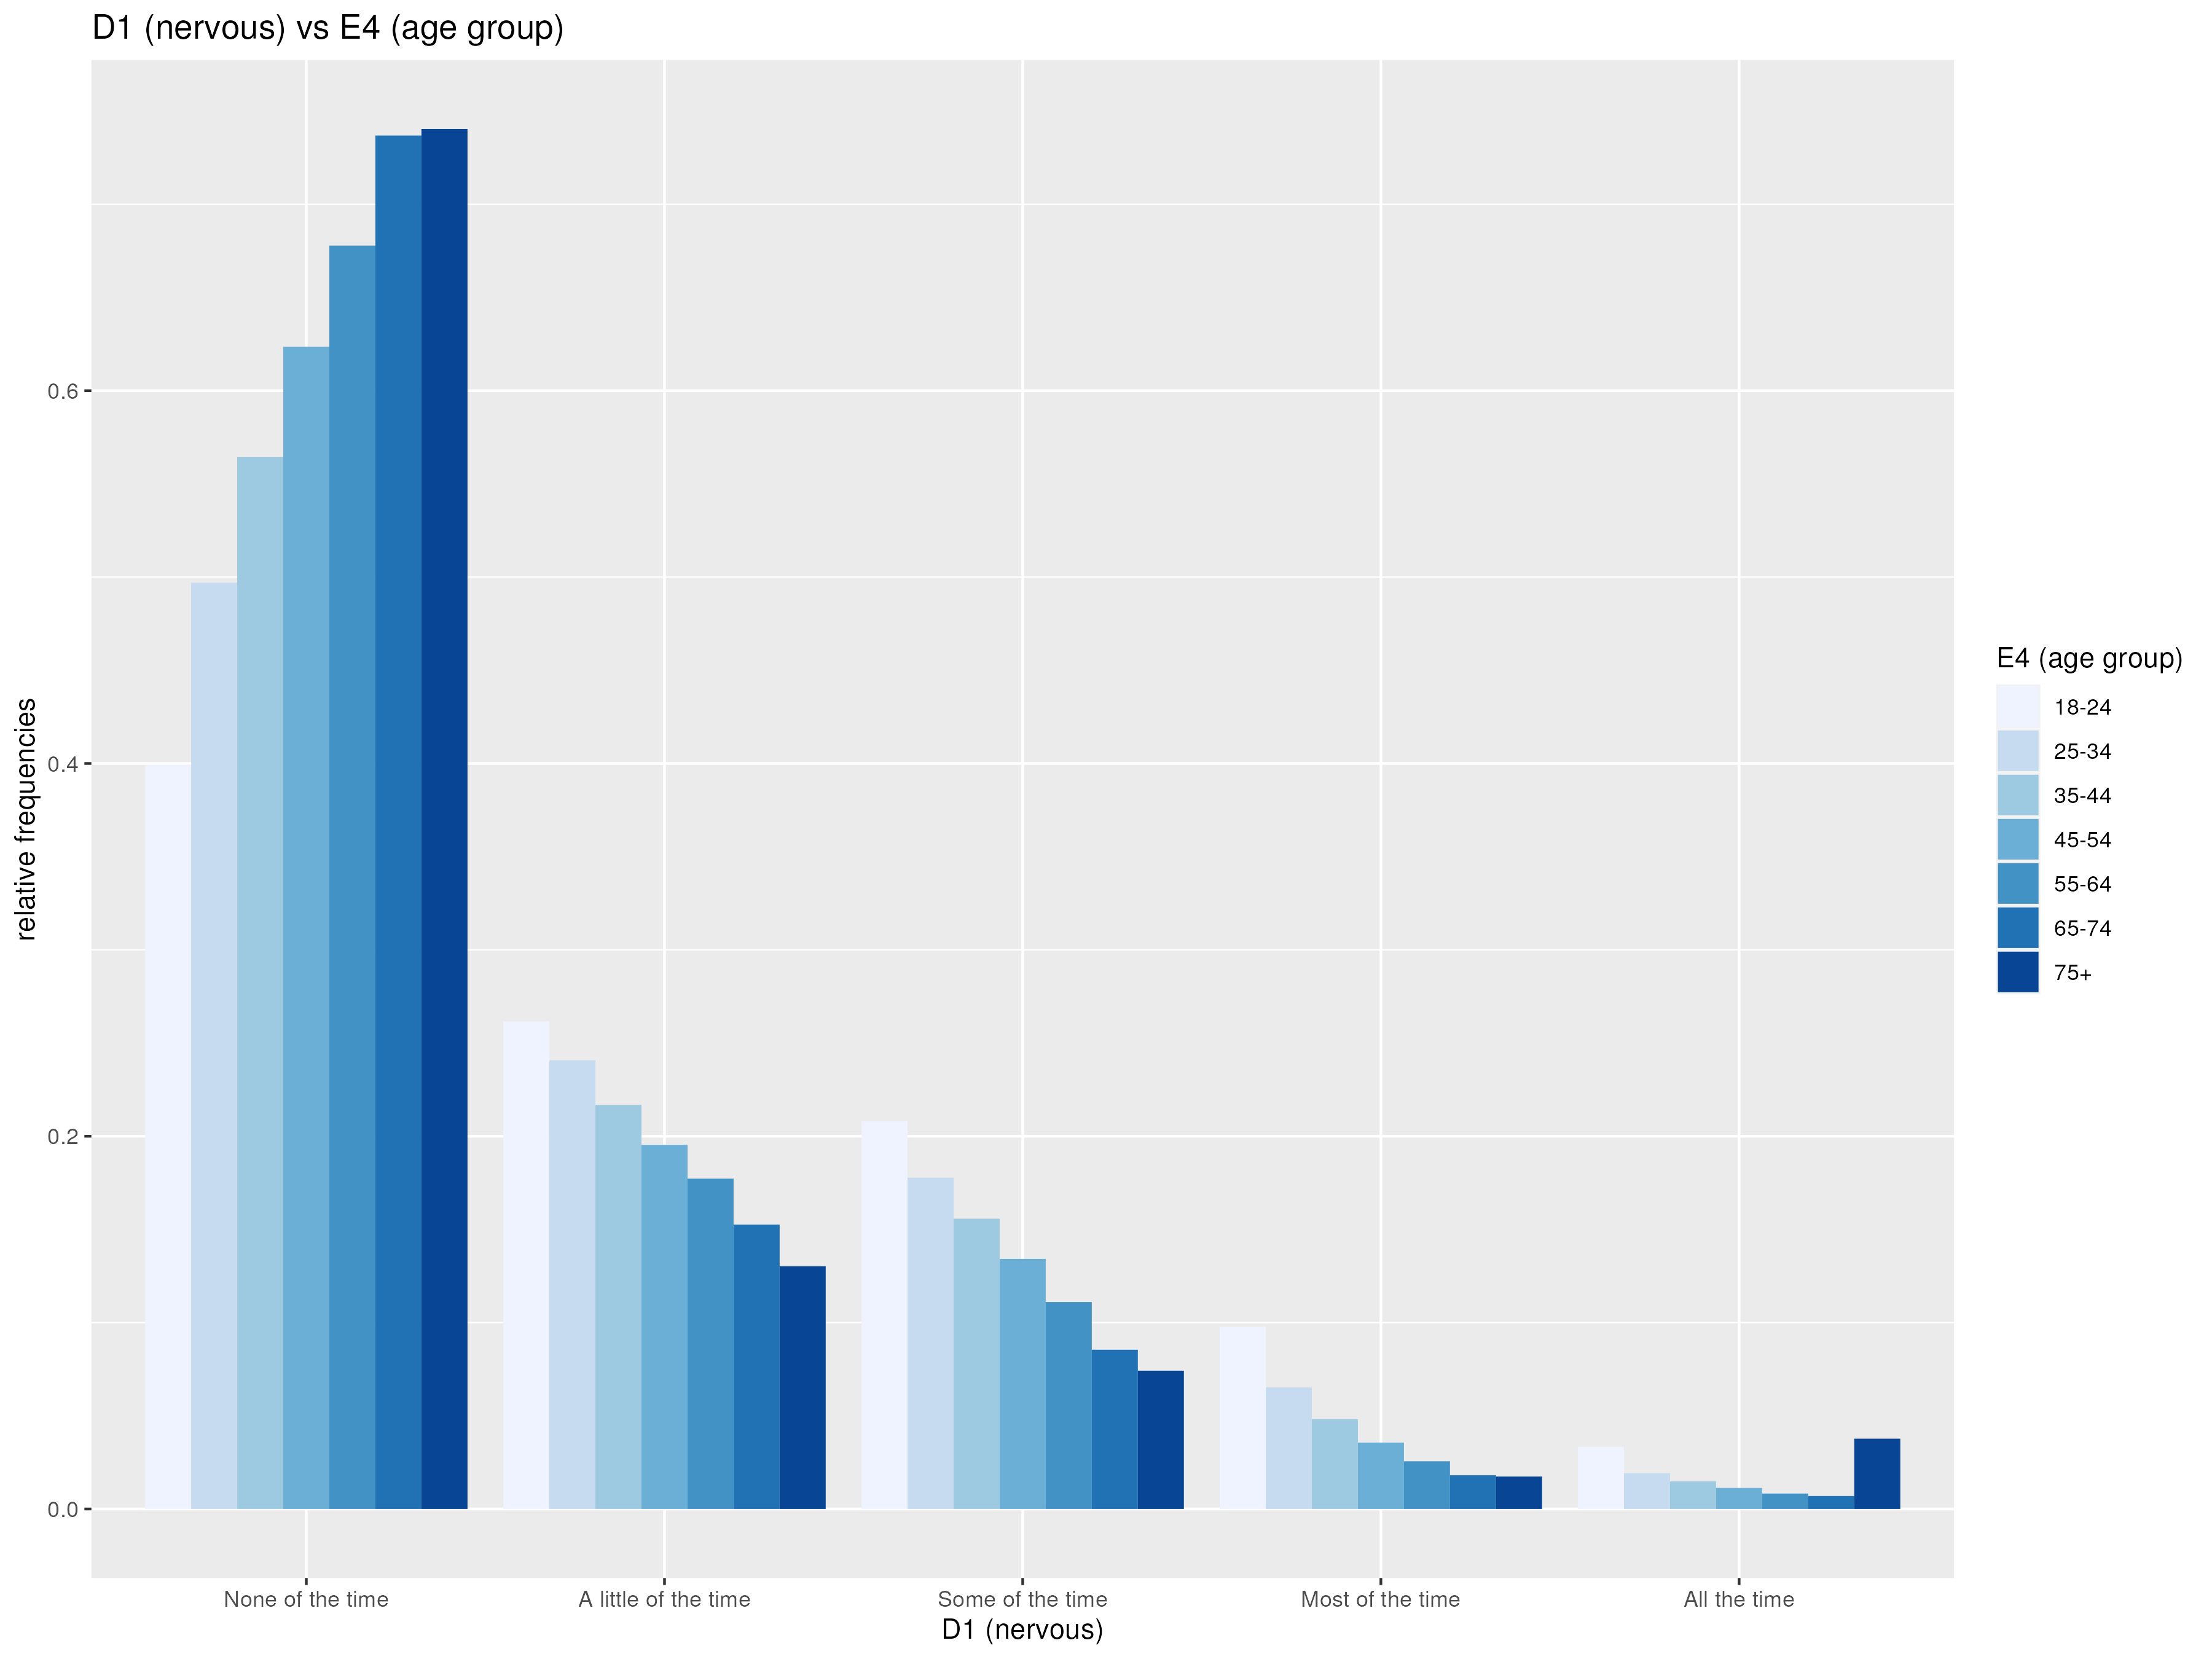 D1 (nervous) vs E4 (age group)
relative frequencies
0.6
0.4
0.2
0.0
None of the time
A little of the time
Some of the time
Most of the time
All the time
D1 (nervous)
E4 (age group)
18-24
25-34
35-44
45-54
55-64
65-74
75+